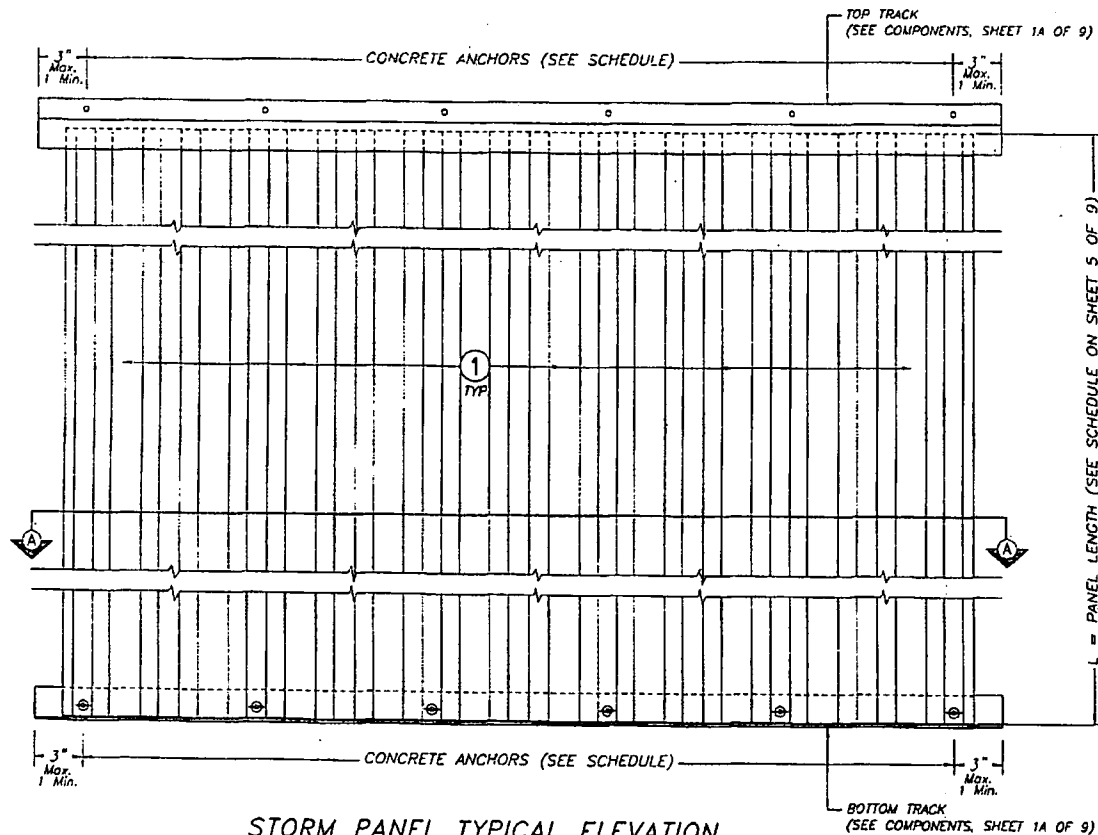 TOP TRACK
(SEE COMPONENTS, SHEET 1A OF 9)
3"
Max.
1 Min.
CONCRETE ANCHORS (SEE SCHEDULE)
3"
Max.
1 Min.
1
TYP
L = PANEL LENGTH (SEE SCHEDULE ON SHEET 5 OF 9)
A
A
3"
Max.
1 Min.
CONCRETE ANCHORS (SEE SCHEDULE)
3"
Max.
1 Min.
BOTTOM TRACK
(SEE COMPONENTS, SHEET 1A OF 9)
STORM PANEL TYPICAL ELEVATION